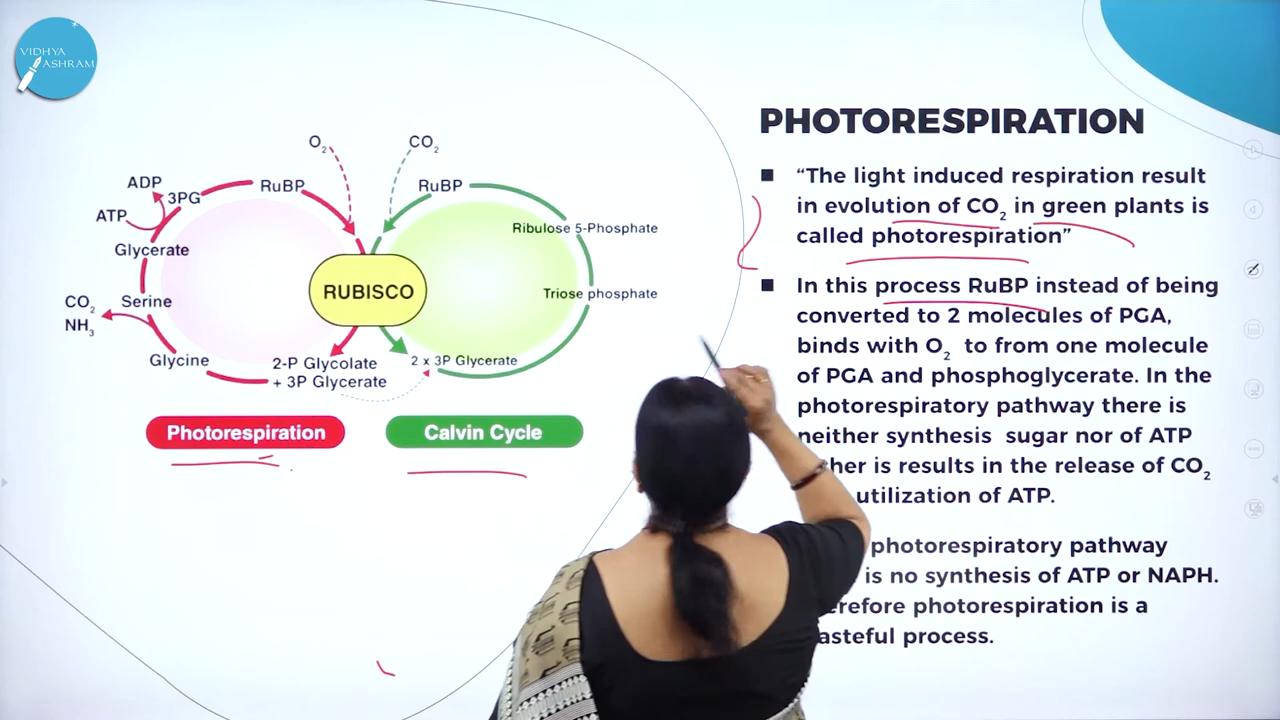 VIDHYA
ASHRAM
O2
CO2
ADP
3PG
RuBP
RuBP
ATP
Ribulose 5-Phosphate
Glycerate
RUBISCO
Triose phosphate
CO2
NH3
Serine
Glycine
2-P Glycolate
+ 3P Glycerate
2 x 3P Glycerate
Photorespiration
Calvin Cycle
PHOTORESPIRATION
“The light induced respiration result
in evolution of CO2 in green plants is
called photorespiration”
In this process RuBP instead of being
converted to 2 molecules of PGA,
binds with O2 to from one molecule
of PGA and phosphoglycerate. In the
photorespiratory pathway there is
neither synthesis sugar nor of ATP
is results in the release of CO2
utilization of ATP.
photorespiratory pathway
is no synthesis of ATP or NAPH.
photorespiration is a
process.